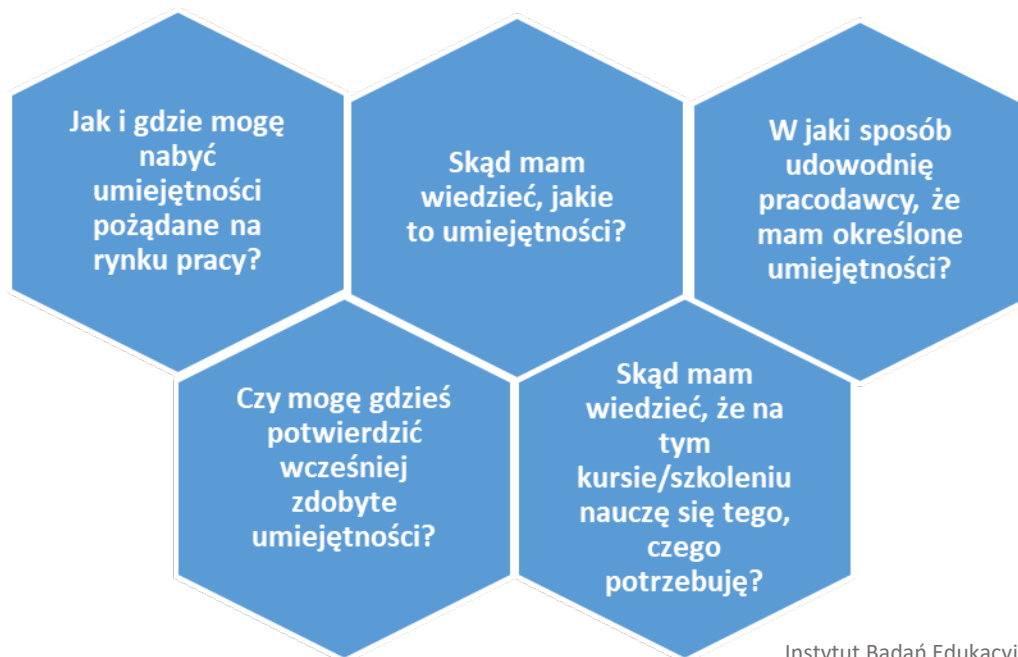 Jak i gdzie mogę
nabyć
umiejętności
pożądane na
rynku pracy?
Skąd mam
wiedzieć, jakie
to umiejętności?
W jaki sposób
udowodnię
pracodawcy, że
mam określone
umiejętności?
Czy mogę gdzieś
potwierdzić
wcześniej
zdobyte
umiejętności?
Skąd mam
wiedzieć, że na
tym
kursie/szkoleniu
nauczę się tego,
czego
potrzebuję?
Instytut Badań